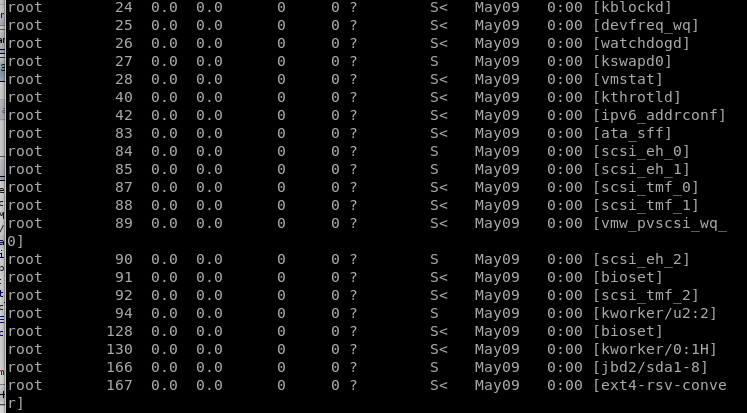 root        24  0.0  0.0      0     0 ?        S<   May09   0:00 [kblockd]
root        25  0.0  0.0      0     0 ?        S<   May09   0:00 [devfreq_wq]
root        26  0.0  0.0      0     0 ?        S<   May09   0:00 [watchdogd]
root        27  0.0  0.0      0     0 ?        S    May09   0:00 [kswapd0]
root        28  0.0  0.0      0     0 ?        S<   May09   0:00 [vmstat]
root        40  0.0  0.0      0     0 ?        S<   May09   0:00 [kthrotld]
root        42  0.0  0.0      0     0 ?        S<   May09   0:00 [ipv6_addrconf]
root        83  0.0  0.0      0     0 ?        S<   May09   0:00 [ata_sff]
root        84  0.0  0.0      0     0 ?        S    May09   0:00 [scsi_eh_0]
root        85  0.0  0.0      0     0 ?        S    May09   0:00 [scsi_eh_1]
root        87  0.0  0.0      0     0 ?        S<   May09   0:00 [scsi_tmf_0]
root        88  0.0  0.0      0     0 ?        S<   May09   0:00 [scsi_tmf_1]
root        89  0.0  0.0      0     0 ?        S<   May09   0:00 [vmw_pvscsi_wq_
0]
root        90  0.0  0.0      0     0 ?        S    May09   0:00 [scsi_eh_2]
root        91  0.0  0.0      0     0 ?        S<   May09   0:00 [bioset]
root        92  0.0  0.0      0     0 ?        S<   May09   0:00 [scsi_tmf_2]
root        94  0.0  0.0      0     0 ?        S    May09   0:00 [kworker/u2:2]
root       128  0.0  0.0      0     0 ?        S<   May09   0:00 [bioset]
root       130  0.0  0.0      0     0 ?        S<   May09   0:00 [kworker/0:1H]
root       166  0.0  0.0      0     0 ?        S    May09   0:00 [jbd2/sda1-8]
root       167  0.0  0.0      0     0 ?        S<   May09   0:00 [ext4-rsv-conve
r]